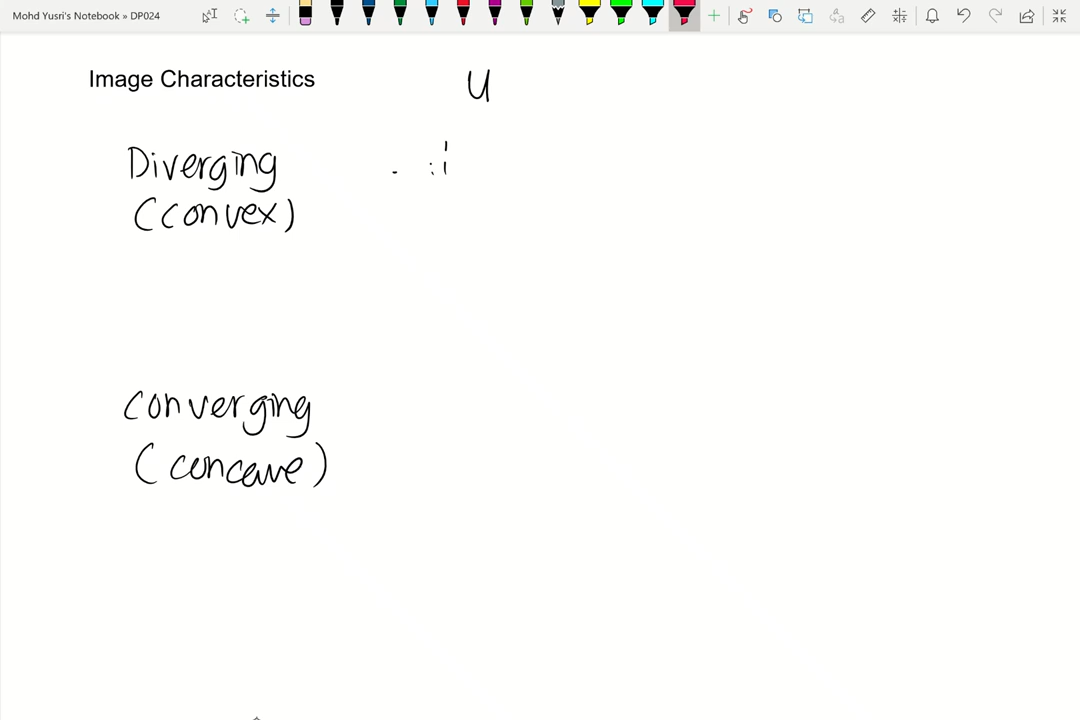 Mohd Yusri's Notebook » DP024
Image Characteristics
u
Diverging
(convex)
Converging
(concave)